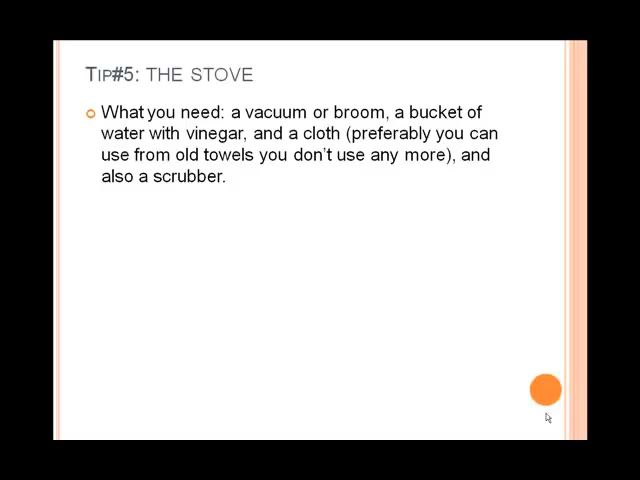 TIP#5: THE STOVE
What you need: a vacuum or broom, a bucket of
water with vinegar, and a cloth (preferably you can
use from old towels you don't use any more), and
also a scrubber.